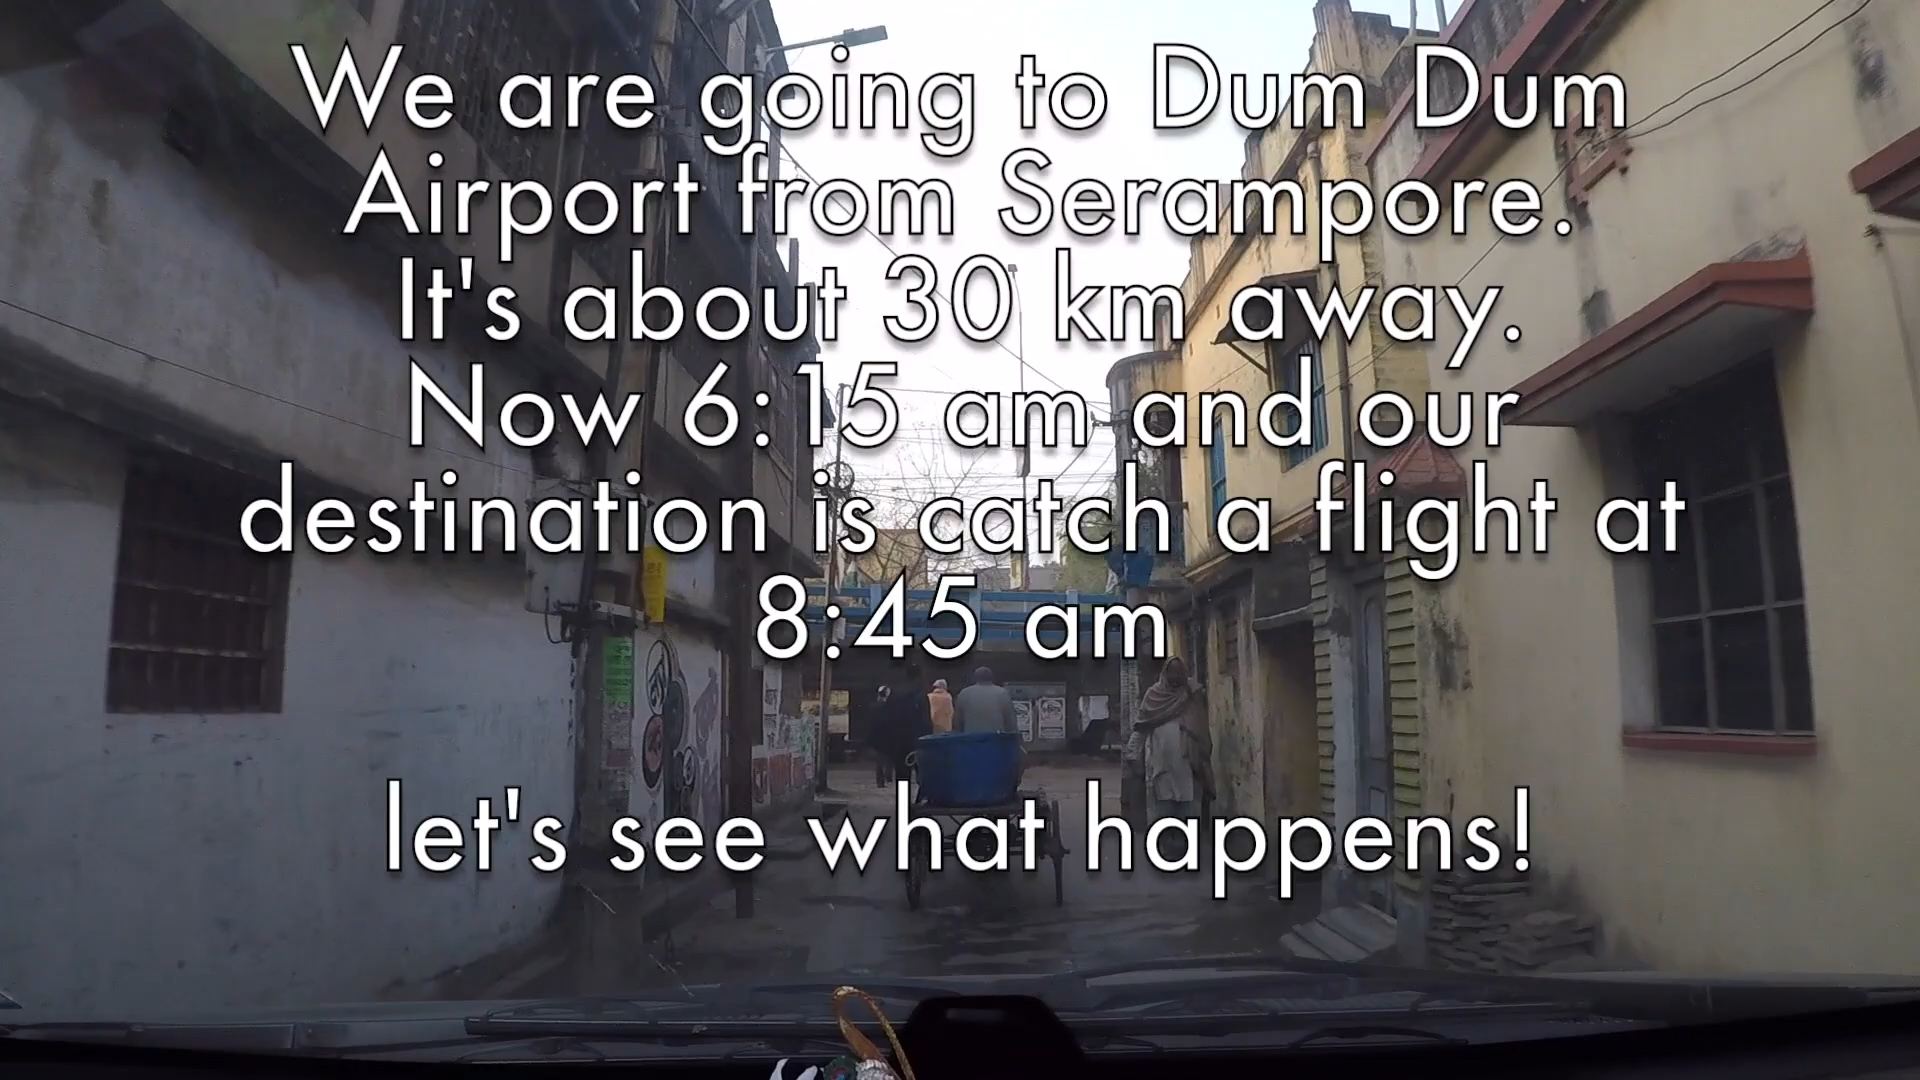 We are going to Dum Dum
Airport from Serampore.
It's about 30 km away.
Now 6:15 am and our
destination is catch a flight at
8:45 am
let's see what happens!